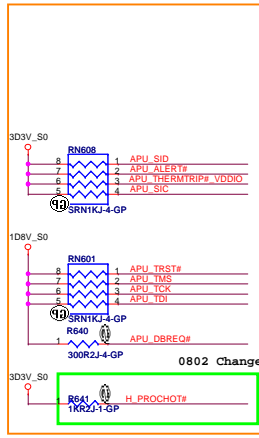 3D3V_S0
RN608
8 1 APU_SID
7 2 APU_ALERT#
6 3 APU_THERMTRIP#_VDDIO
5 4 APU_SIC
SRN1KJ-4-GP
1D8V_S0
RN601
8 1 APU_TRST#
7 2 APU_TMS
6 3 APU_TCK
5 4 APU_TDI
SRN1KJ-4-GP
R640
1 2 APU_DBREQ#
300R2J-4-GP
0802 Change
3D3V_S0
R641
1 2 H_PROCHOT#
1KR2J-1-GP